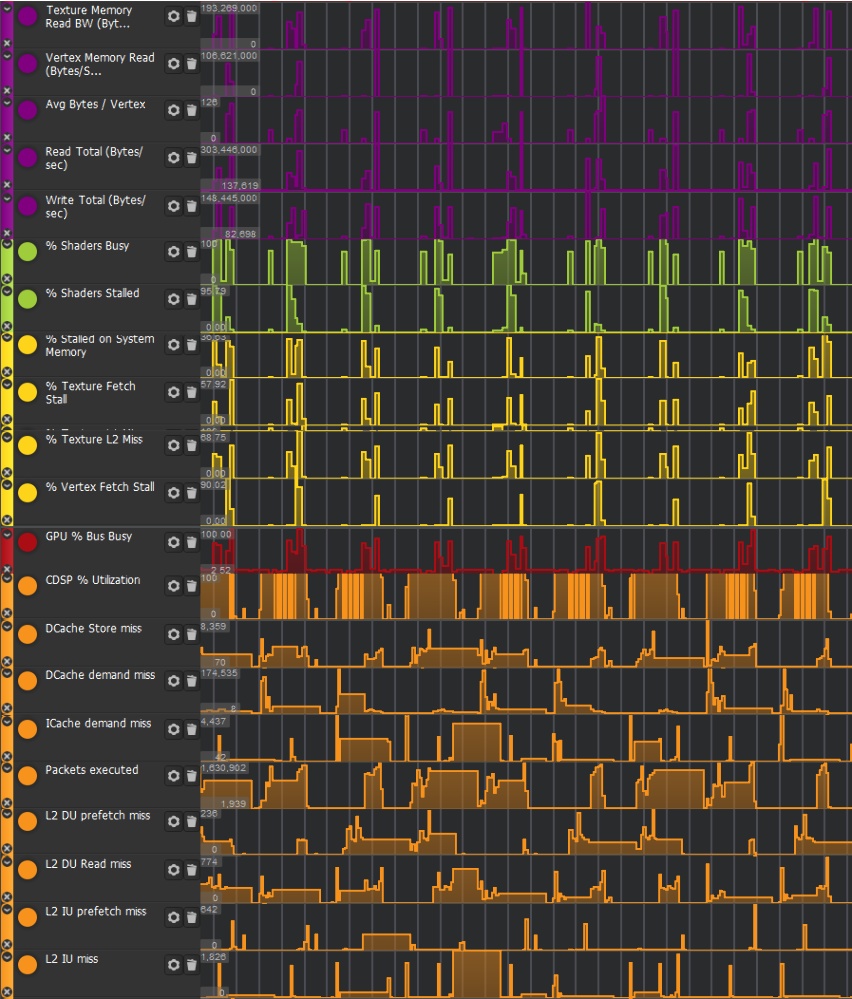 Texture Memory
Read BW (Byt...
193,269,000
0
Vertex Memory Read
(Bytes/S...
106,621,000
0
Avg Bytes / Vertex
126
0
Read Total (Bytes/
sec)
303,446,000
137,619
Write Total (Bytes/
sec)
148,445,000
82,698
% Shaders Busy
100
0
% Shaders Stalled
95.79
0.00
% Stalled on System
Memory
0.00
% Texture Fetch
Stall
57.92
0.00
% Texture L2 Miss
68.75
0.00
% Vertex Fetch Stall
90.02
0.00
GPU % Bus Busy
100.00
2.52
CDSP % Utilization
100
0
DCache Store miss
8,359
70
DCache demand miss
174,535
8
ICache demand miss
4,437
42
Packets executed
1,630,902
1,939
L2 DU prefetch miss
236
0
L2 DU Read miss
774
0
L2 IU prefetch miss
642
0
L2 IU miss
1,826
0